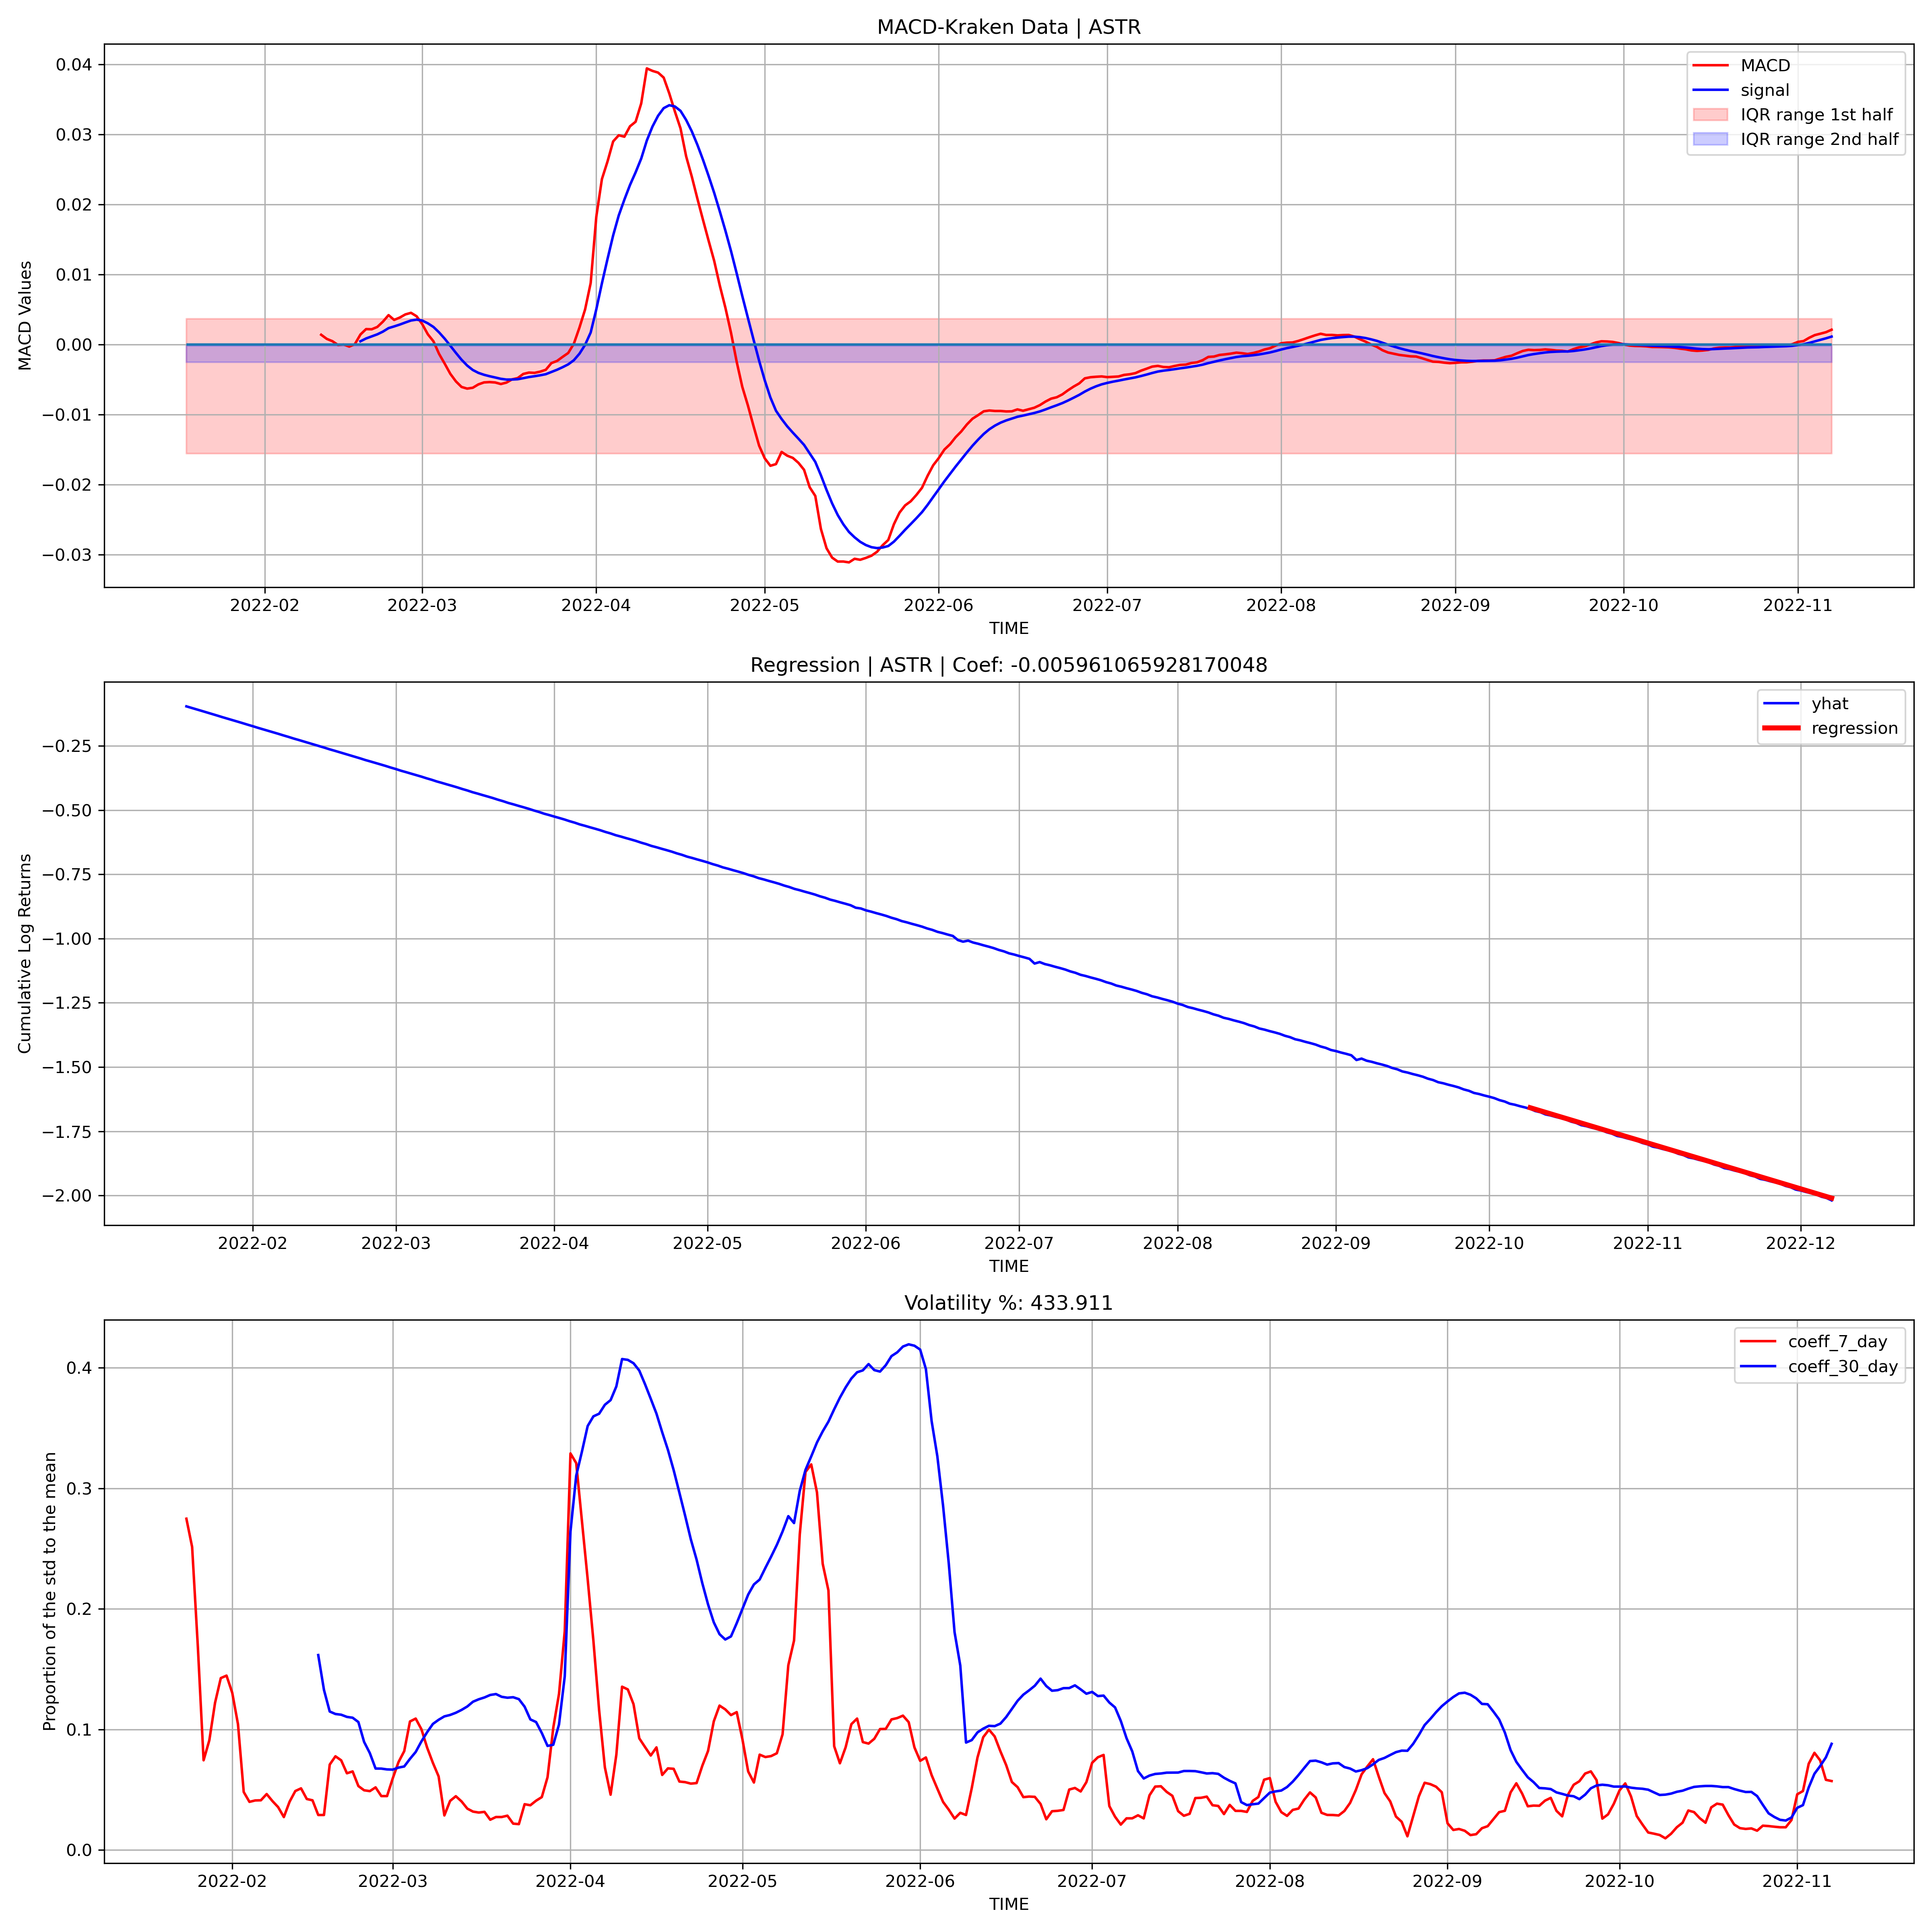 MACD-Kraken Data | ASTR
MACD Values
0.04
0.03
0.02
0.01
0.00
−0.01
−0.02
−0.03
MACD
signal
IQR range 1st half
IQR range 2nd half
2022-02 2022-03 2022-04 2022-05 2022-06 2022-07 2022-08 2022-09 2022-10 2022-11
TIME
Regression | ASTR | Coef: -0.005961065928170048
Cumulative Log Returns
−0.25
−0.50
−0.75
−1.00
−1.25
−1.50
−1.75
−2.00
yhat
regression
2022-02 2022-03 2022-04 2022-05 2022-06 2022-07 2022-08 2022-09 2022-10 2022-11 2022-12
TIME
Volatility %: 433.911
Proportion of the std to the mean
0.4
0.3
0.2
0.1
0.0
coeff_7_day
coeff_30_day
2022-02 2022-03 2022-04 2022-05 2022-06 2022-07 2022-08 2022-09 2022-10 2022-11
TIME